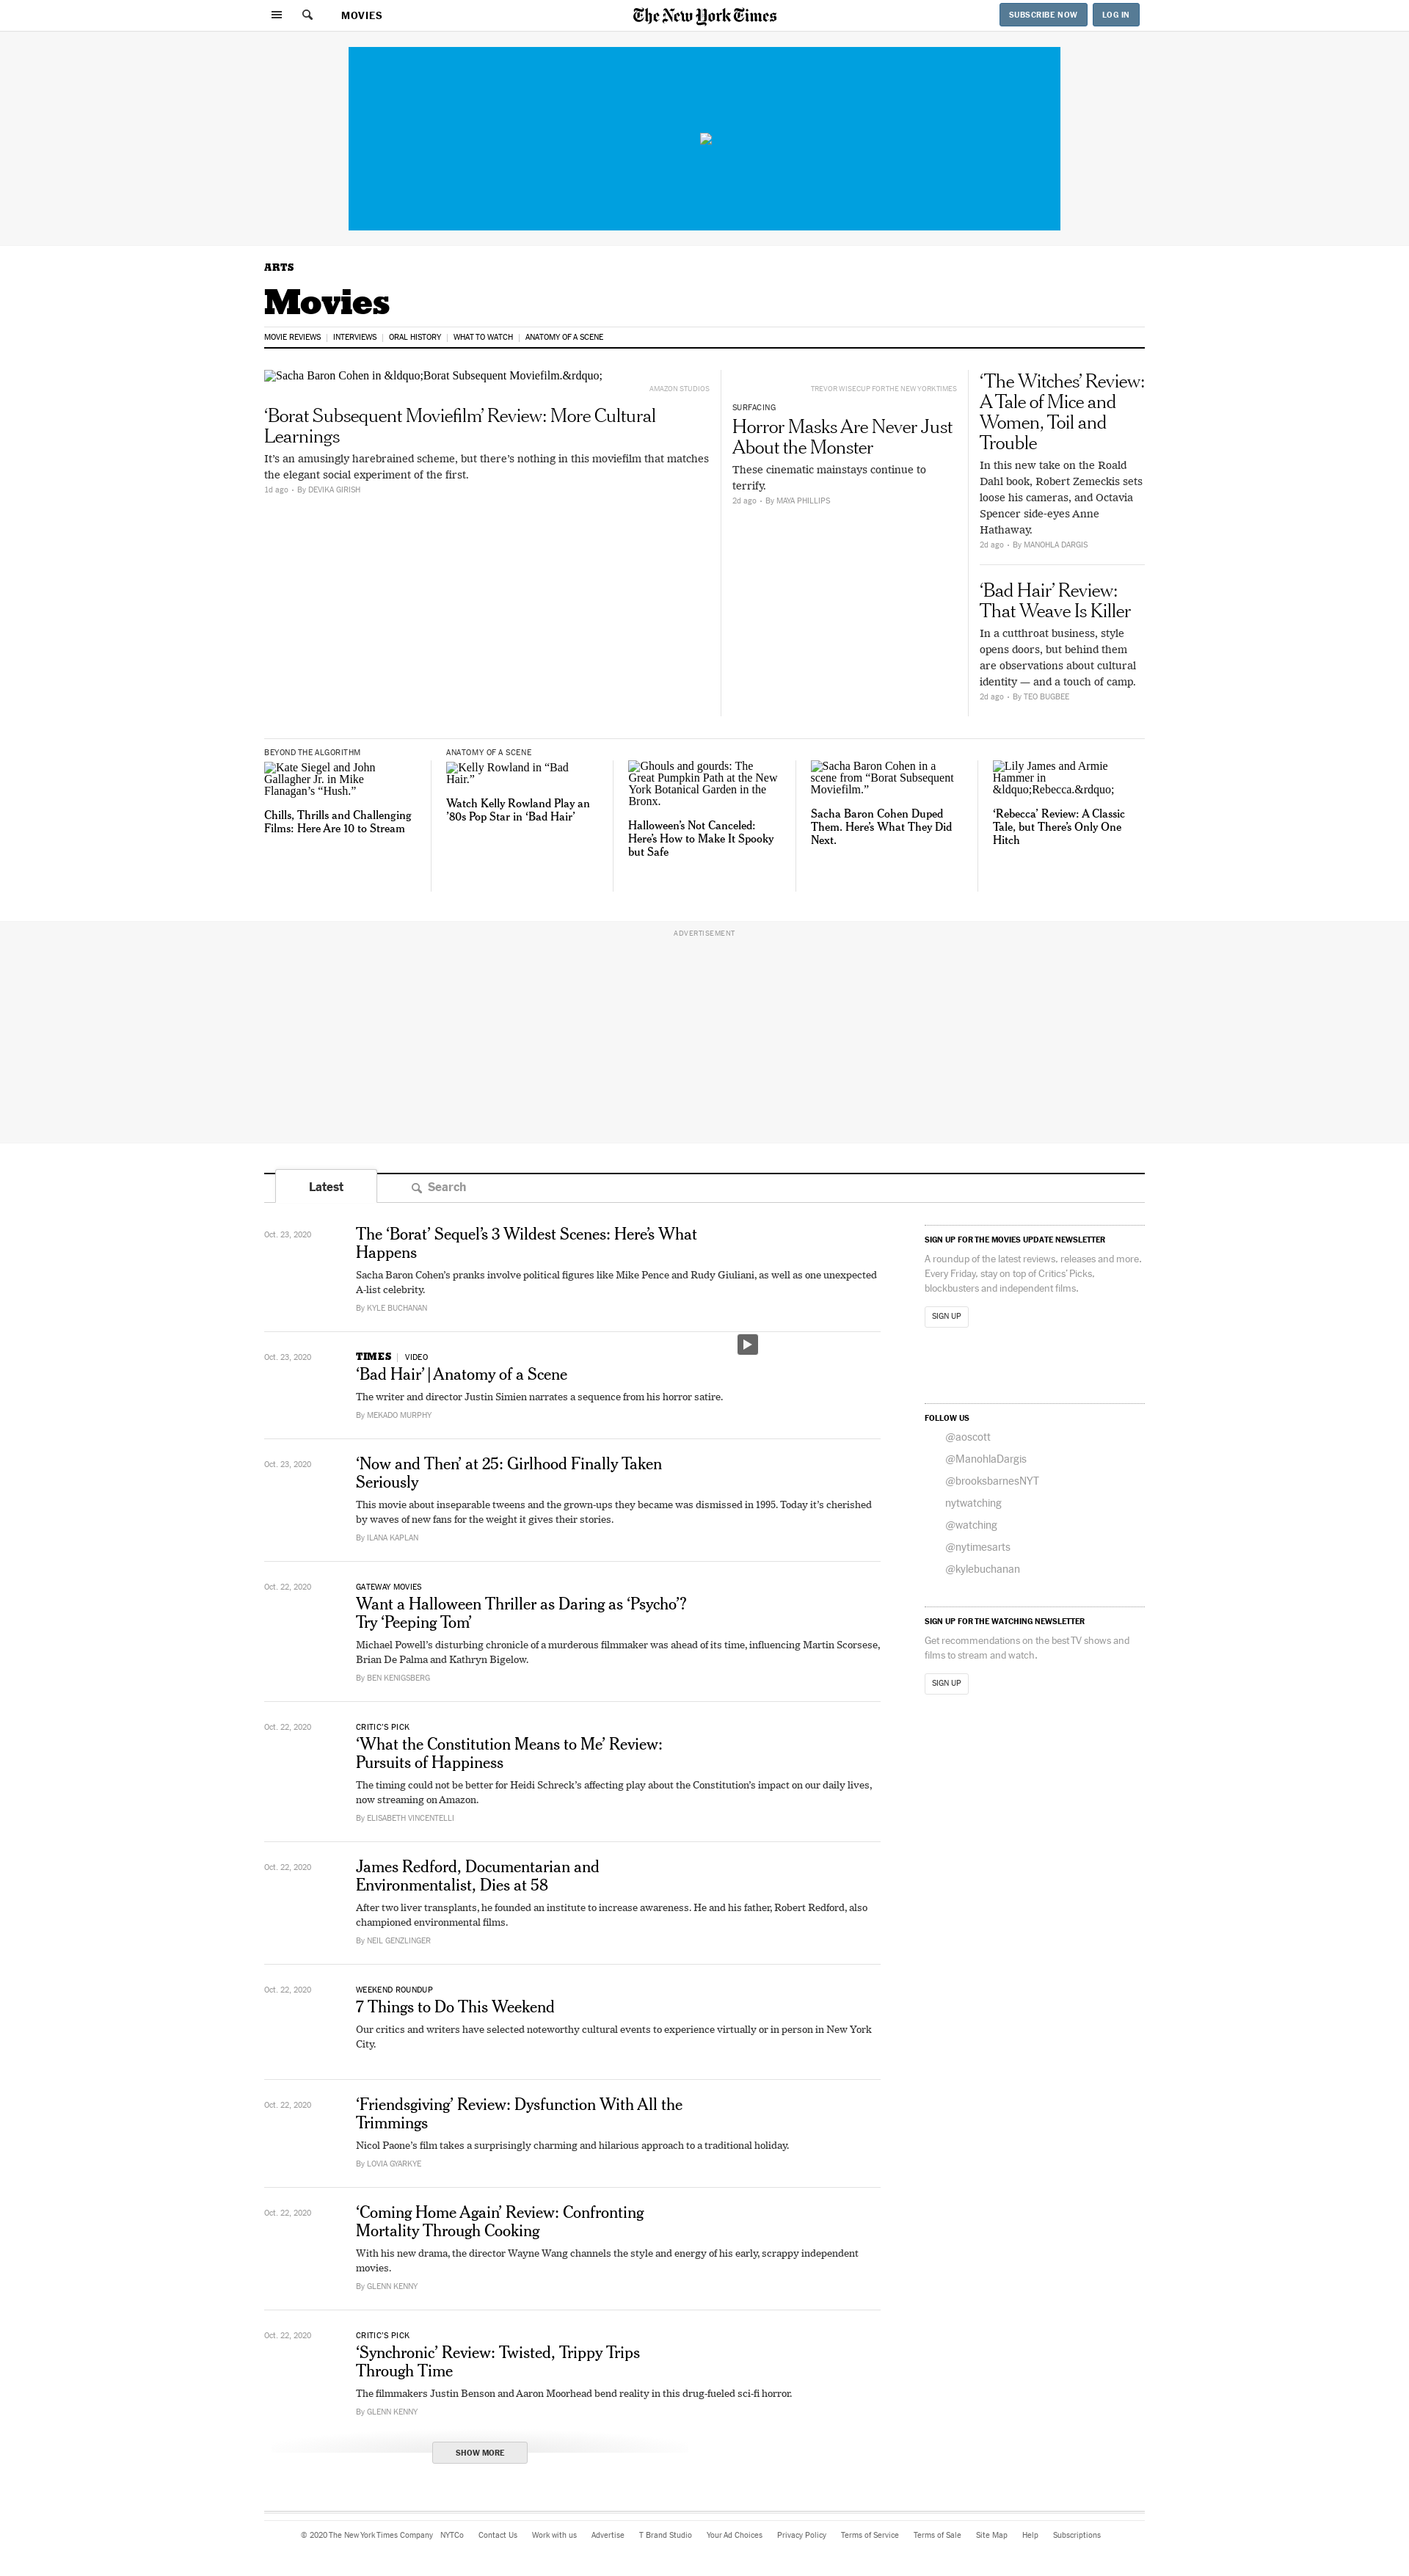 MOVIES
The New York Times
SUBSCRIBE NOW
LOG IN
ARTS
Movies
MOVIE REVIEWS
INTERVIEWS
ORAL HISTORY
WHAT TO WATCH
ANATOMY OF A SCENE
Sacha Baron Cohen in &ldquo;Borat Subsequent Moviefilm.&rdquo;
AMAZON STUDIOS
‘Borat Subsequent Moviefilm’ Review: More Cultural
Learnings
It’s an amusingly harebrained scheme, but there’s nothing in this moviefilm that matches
the elegant social experiment of the first.
1d ago • By DEVIKA GIRISH
TREVOR WISECUP FOR THE NEW YORK TIMES
SURFACING
Horror Masks Are Never Just
About the Monster
These cinematic mainstays continue to
terrify.
2d ago • By MAYA PHILLIPS
‘The Witches’ Review:
A Tale of Mice and
Women, Toil and
Trouble
In this new take on the Roald
Dahl book, Robert Zemeckis sets
loose his cameras, and Octavia
Spencer side-eyes Anne
Hathaway.
2d ago • By MANOHLA DARGIS
‘Bad Hair’ Review:
That Weave Is Killer
In a cutthroat business, style
opens doors, but behind them
are observations about cultural
identity — and a touch of camp.
2d ago • By TEO BUGBEE
BEYOND THE ALGORITHM
Kate Siegel and John
Gallagher Jr. in Mike
Flanagan’s “Hush.”
Chills, Thrills and Challenging
Films: Here Are 10 to Stream
ANATOMY OF A SCENE
Kelly Rowland in “Bad
Hair.”
Watch Kelly Rowland Play an
’80s Pop Star in ‘Bad Hair’
Ghouls and gourds: The
Great Pumpkin Path at the New
York Botanical Garden in the
Bronx.
Halloween’s Not Canceled:
Here’s How to Make It Spooky
but Safe
Sacha Baron Cohen in a
scene from “Borat Subsequent
Moviefilm.”
Sacha Baron Cohen Duped
Them. Here’s What They Did
Next.
Lily James and Armie
Hammer in
&ldquo;Rebecca.&rdquo;
‘Rebecca’ Review: A Classic
Tale, but There’s Only One
Hitch
ADVERTISEMENT
Latest
Search
Oct. 23, 2020
The ‘Borat’ Sequel’s 3 Wildest Scenes: Here’s What
Happens
Sacha Baron Cohen’s pranks involve political figures like Mike Pence and Rudy Giuliani, as well as one unexpected
A-list celebrity.
By KYLE BUCHANAN
Oct. 23, 2020
TIMES | VIDEO
‘Bad Hair’ | Anatomy of a Scene
The writer and director Justin Simien narrates a sequence from his horror satire.
By MEKADO MURPHY
Oct. 23, 2020
‘Now and Then’ at 25: Girlhood Finally Taken
Seriously
This movie about inseparable tweens and the grown-ups they became was dismissed in 1995. Today it’s cherished
by waves of new fans for the weight it gives their stories.
By ILANA KAPLAN
Oct. 22, 2020
GATEWAY MOVIES
Want a Halloween Thriller as Daring as ‘Psycho’?
Try ‘Peeping Tom’
Michael Powell’s disturbing chronicle of a murderous filmmaker was ahead of its time, influencing Martin Scorsese,
Brian De Palma and Kathryn Bigelow.
By BEN KENIGSBERG
Oct. 22, 2020
CRITIC’S PICK
‘What the Constitution Means to Me’ Review:
Pursuits of Happiness
The timing could not be better for Heidi Schreck’s affecting play about the Constitution’s impact on our daily lives,
now streaming on Amazon.
By ELISABETH VINCENTELLI
Oct. 22, 2020
James Redford, Documentarian and
Environmentalist, Dies at 58
After two liver transplants, he founded an institute to increase awareness. He and his father, Robert Redford, also
championed environmental films.
By NEIL GENZLINGER
Oct. 22, 2020
WEEKEND ROUNDUP
7 Things to Do This Weekend
Our critics and writers have selected noteworthy cultural events to experience virtually or in person in New York
City.
Oct. 22, 2020
‘Friendsgiving’ Review: Dysfunction With All the
Trimmings
Nicol Paone’s film takes a surprisingly charming and hilarious approach to a traditional holiday.
By LOVIA GYARKYE
Oct. 22, 2020
‘Coming Home Again’ Review: Confronting
Mortality Through Cooking
With his new drama, the director Wayne Wang channels the style and energy of his early, scrappy independent
movies.
By GLENN KENNY
Oct. 22, 2020
CRITIC’S PICK
‘Synchronic’ Review: Twisted, Trippy Trips
Through Time
The filmmakers Justin Benson and Aaron Moorhead bend reality in this drug-fueled sci-fi horror.
By GLENN KENNY
SHOW MORE
SIGN UP FOR THE MOVIES UPDATE NEWSLETTER
A roundup of the latest reviews, releases and more.
Every Friday, stay on top of Critics’ Picks,
blockbusters and independent films.
SIGN UP
FOLLOW US
@aoscott
@ManohlaDargis
@brooksbarnesNYT
nytwatching
@watching
@nytimesarts
@kylebuchanan
SIGN UP FOR THE WATCHING NEWSLETTER
Get recommendations on the best TV shows and
films to stream and watch.
SIGN UP
© 2020 The New York Times Company NYTCo Contact Us Work with us Advertise T Brand Studio Your Ad Choices Privacy Policy Terms of Service Terms of Sale Site Map Help Subscriptions